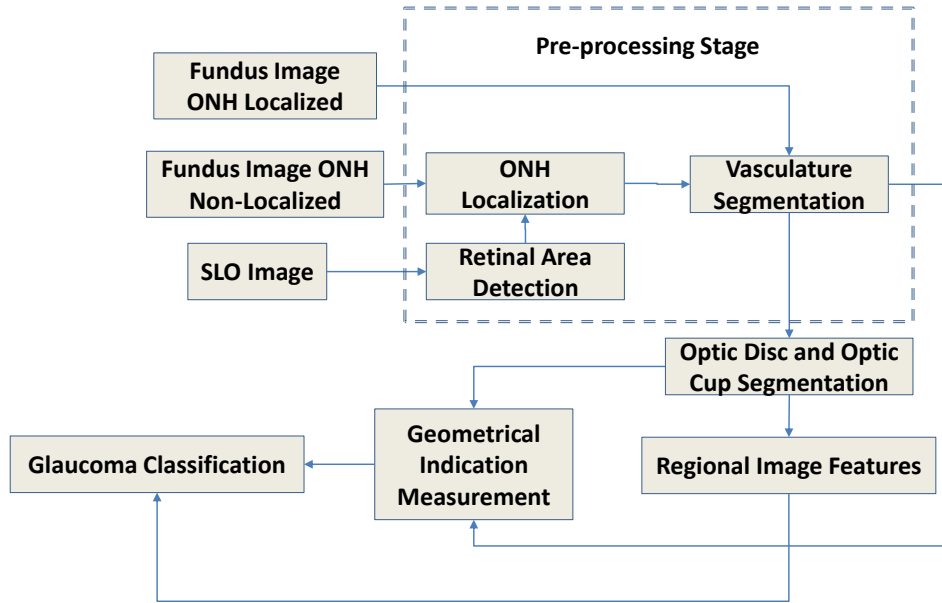 Pre-processing Stage
Fundus Image
ONH Localized
Fundus Image ONH
Non-Localized
ONH
Localization
Vasculature
Segmentation
SLO Image
Retinal Area
Detection
Optic Disc and Optic
Cup Segmentation
Geometrical
Indication
Measurement
Glaucoma Classification
Regional Image Features